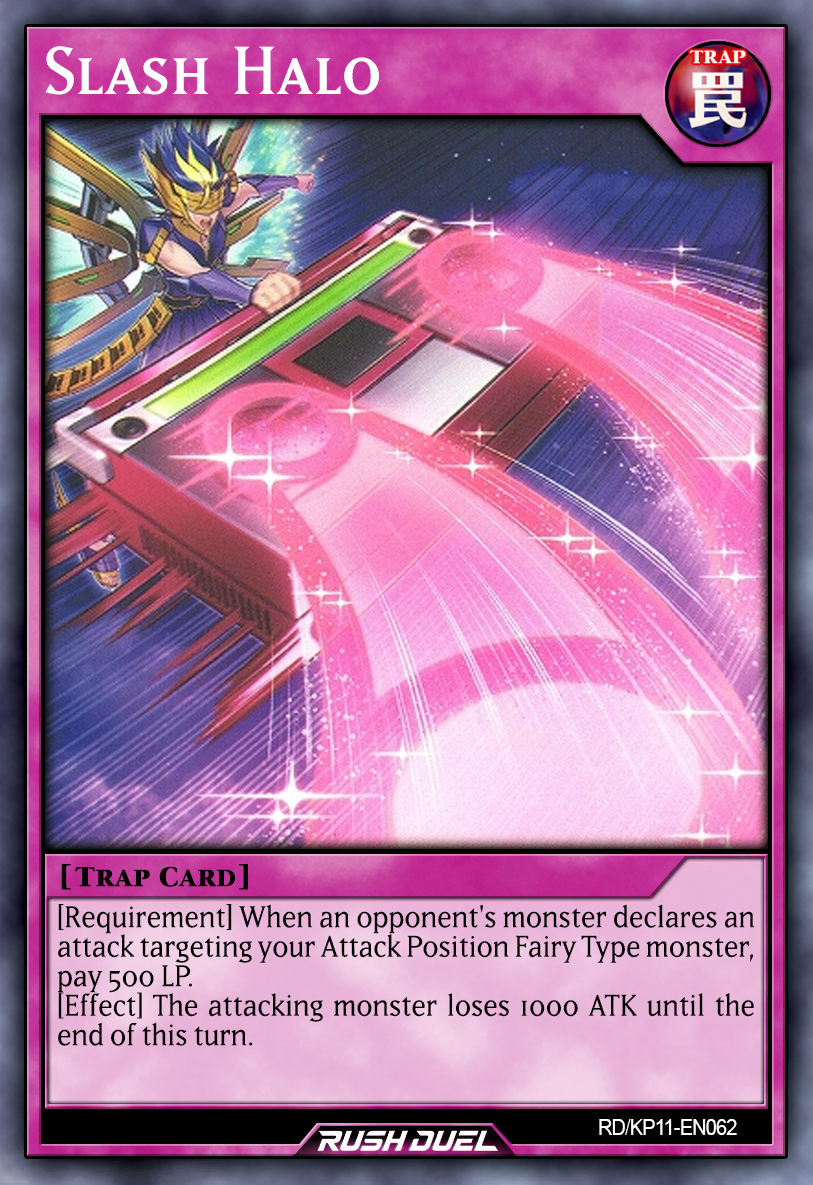 Slash Halo
TRAP
罠
[Trap Card]
[Requirement] When an opponent's monster declares an
attack targeting your Attack Position Fairy Type monster,
pay 500 LP.
[Effect] The attacking monster loses 1000 ATK until the
end of this turn.
RD/KP11-EN062
RUSH DUEL